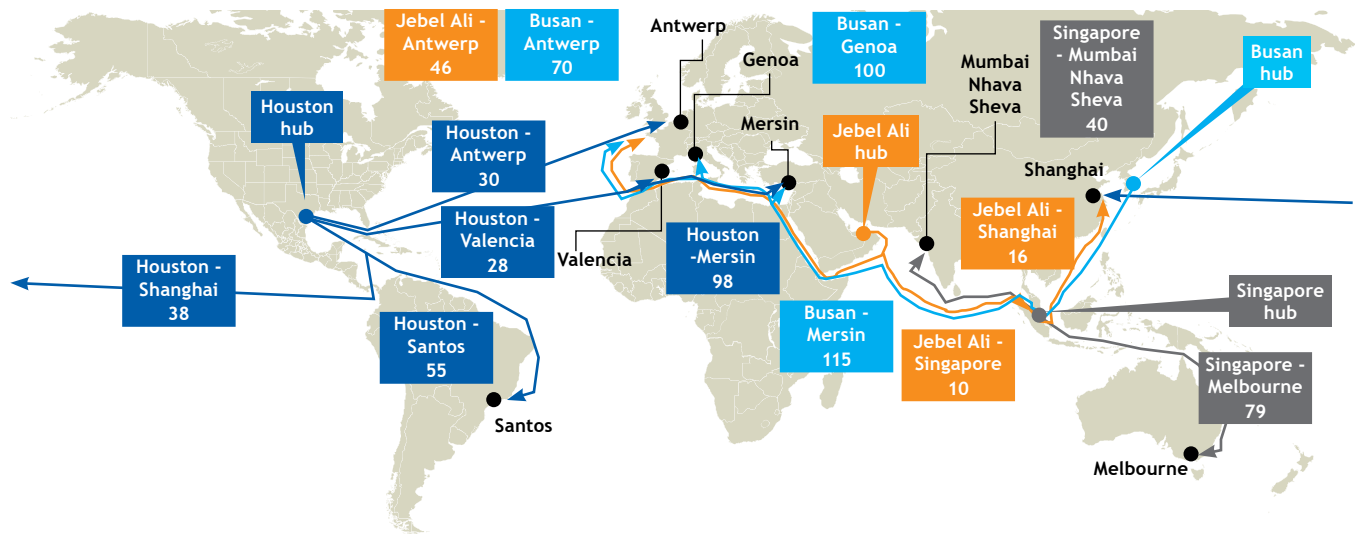 Jebel Ali -
Antwerp
46
Busan -
Antwerp
70
Antwerp
Genoa
Busan -
Genoa
100
Mumbai
Nhava
Sheva
Singapore
- Mumbai
Nhava
Sheva
40
Busan
hub
Houston
hub
Houston -
Antwerp
30
Mersin
Jebel Ali
hub
Shanghai
Houston -
Valencia
28
Valencia
Houston
-Mersin
98
Jebel Ali -
Shanghai
16
Houston -
Shanghai
38
Singapore
hub
Houston -
Santos
55
Busan -
Mersin
115
Jebel Ali -
Singapore
10
Singapore -
Melbourne
79
Santos
Melbourne